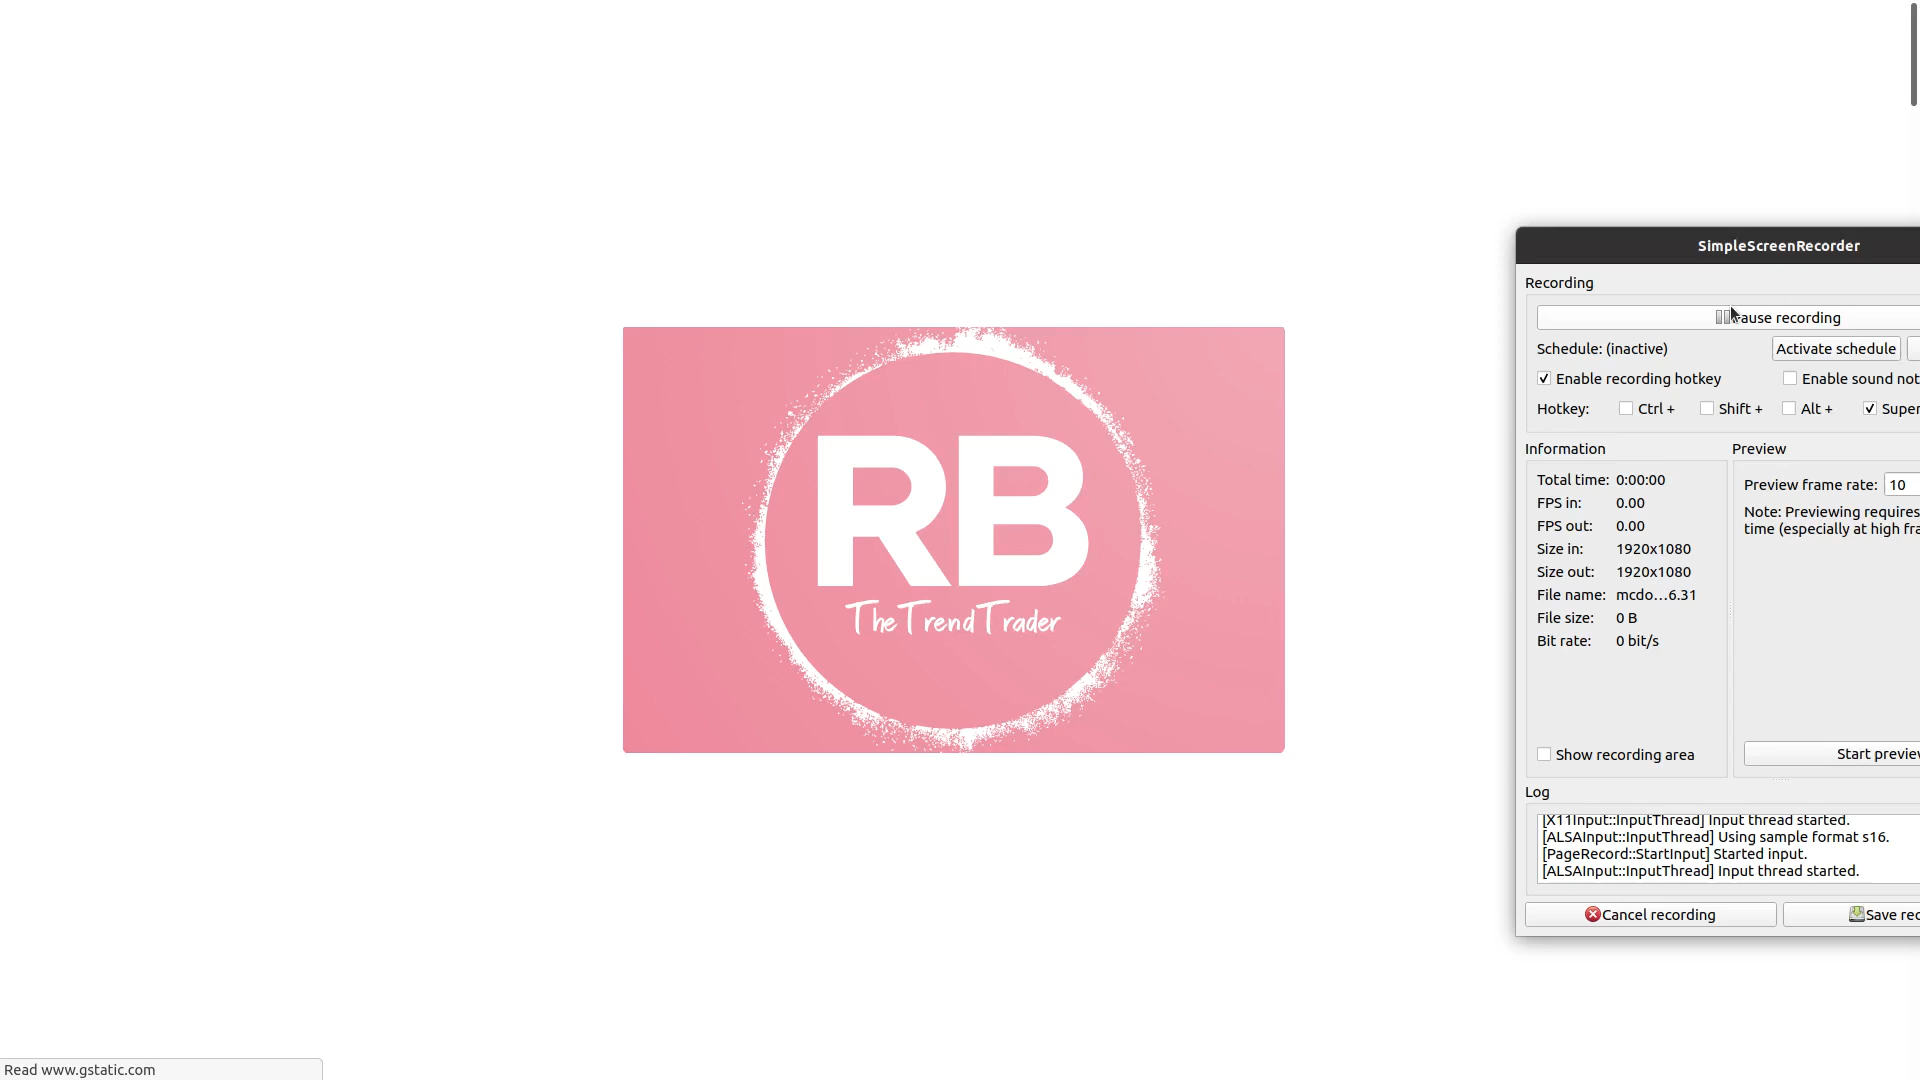 RB
TheTrendTrader
SimpleScreenRecorder
Recording
ause recording
Schedule: (inactive)
Activate schedule
Enable recording hotkey
Enable sound not
Hotkey:
Ctrl +
Shift +
Alt +
Super
Information
Preview
Total time: 0:00:00
FPS in: 0.00
FPS out: 0.00
Size in: 1920x1080
Size out: 1920x1080
File name: mcdo...6.31
File size: 0 B
Bit rate: 0 bit/s
Preview frame rate: 10
Note: Previewing requires
time (especially at high fra
Show recording area
Start preview
Log
[X11Input::InputThread] Input thread started.
[ALSAInput::InputThread] Using sample format s16.
[PageRecord::StartInput] Started input.
[ALSAInput::InputThread] Input thread started.
Cancel recording
Save rec
Read www.gstatic.com